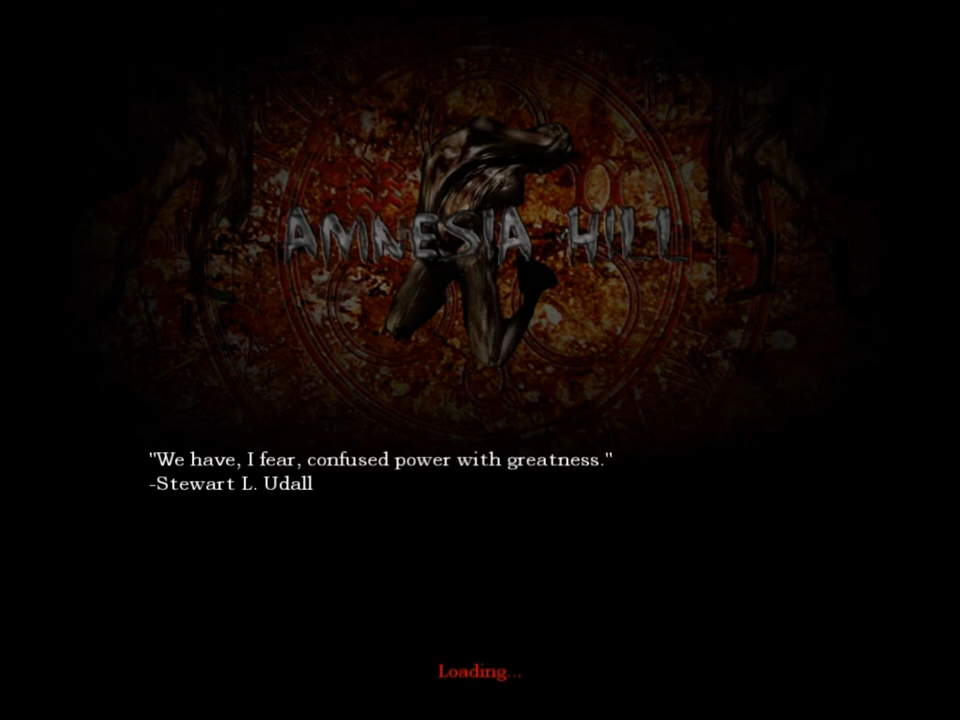 AMNESIA HILL
"We have, I fear, confused power with greatness."
-Stewart L. Udall
Loading...